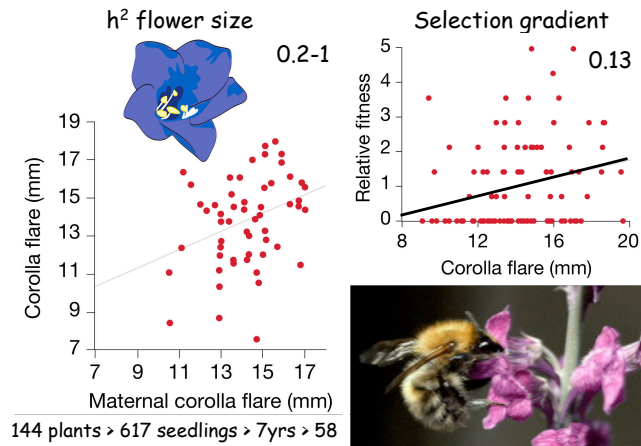 h² flower size
0.2-1
Corolla flare (mm)
19
17
15
13
11
9
7
7 9 11 13 15 17
Maternal corolla flare (mm)
144 plants > 617 seedlings > 7yrs > 58
Selection gradient
0.13
Relative fitness
5
4
3
2
1
0
8 12 16 20
Corolla flare (mm)